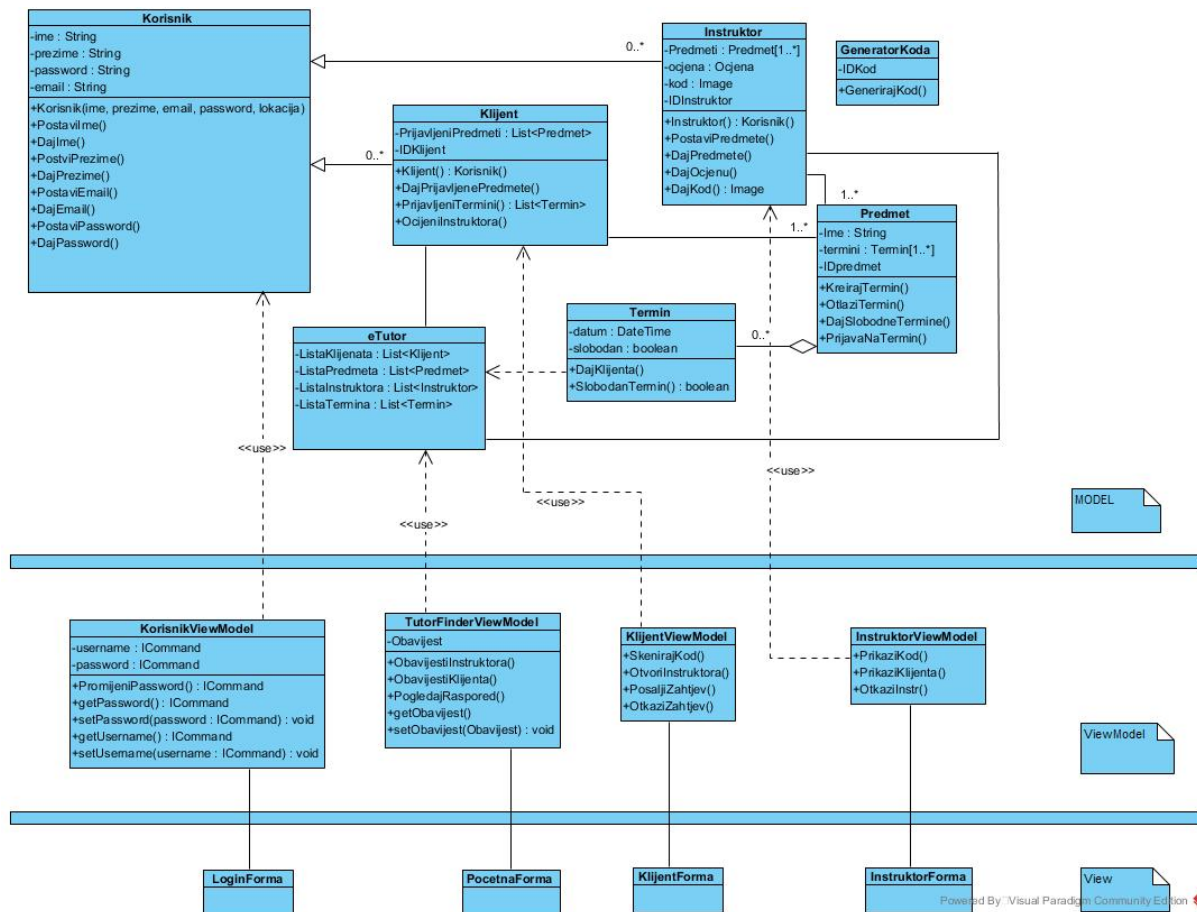 Korisnik
-ime : String
-prezime : String
-password : String
-email : String
+Korisnik(ime, prezime, email, password, lokacija)
+PostaviIme()
+DajIme()
+PostviPrezime()
+DajPrezime()
+PostaviEmail()
+DajEmail()
+PostaviPassword()
+DajPassword()
0..*
Instruktor
-Predmeti : Predmet[1..*]
-ocjena : Ocjena
-kod : Image
-IDInstruktor
+Instruktor() : Korisnik()
+PostaviPredmete()
+DajPredmete()
+DajOcjenu()
+DajKod() : Image
GeneratorKoda
-IDKod
+GenerirajKod()
0..*
Klijent
-PrijavljeniPredmeti : List<Predmet>
-IDKlijent
+Klijent() : Korisnik()
+DajPrijavljenePredmete()
+PrijavljeniTermini() : List<Termin>
+OcijeniInstruktora()
1..*
1..*
Predmet
-Ime : String
-termini : Termin[1..*]
-IDpredmet
+KreirajTermin()
+OtlaziTermin()
+DajSlobodneTermine()
+PrijavaNaTermin()
0..*
Termin
-datum : DateTime
-slobodan : boolean
+DajKlijenta()
+SlobodanTermin() : boolean
eTutor
-ListaKlijenata : List<Klijent>
-ListaPredmeta : List<Predmet>
-ListaInstruktora : List<Instruktor>
-ListaTermina : List<Termin>
<<use>>
<<use>>
<<use>>
<<use>>
MODEL
KorisnikViewModel
-username : ICommand
-password : ICommand
+PromijeniPassword() : ICommand
+getPassword() : ICommand
+setPassword(password : ICommand) : void
+getUsername() : ICommand
+setUsername(username : ICommand) : void
TutorFinderViewModel
-Obavijest
+ObavijestiInstruktora()
+ObavijestiKlijenta()
+PogledajRaspored()
+getObavijest()
+setObavijest(Obavijest) : void
KlijentViewModel
+SkenirajKod()
+OtvoriInstruktora()
+PosaljiZahtjev()
+OtkaziZahtjev()
InstruktorViewModel
+PrikaziKod()
+PrikaziKlijenta()
+OtkaziInstr()
ViewModel
LoginForma
PocetnaForma
KlijentForma
InstruktorForma
View
Powered By Visual Paradigm Community Edition